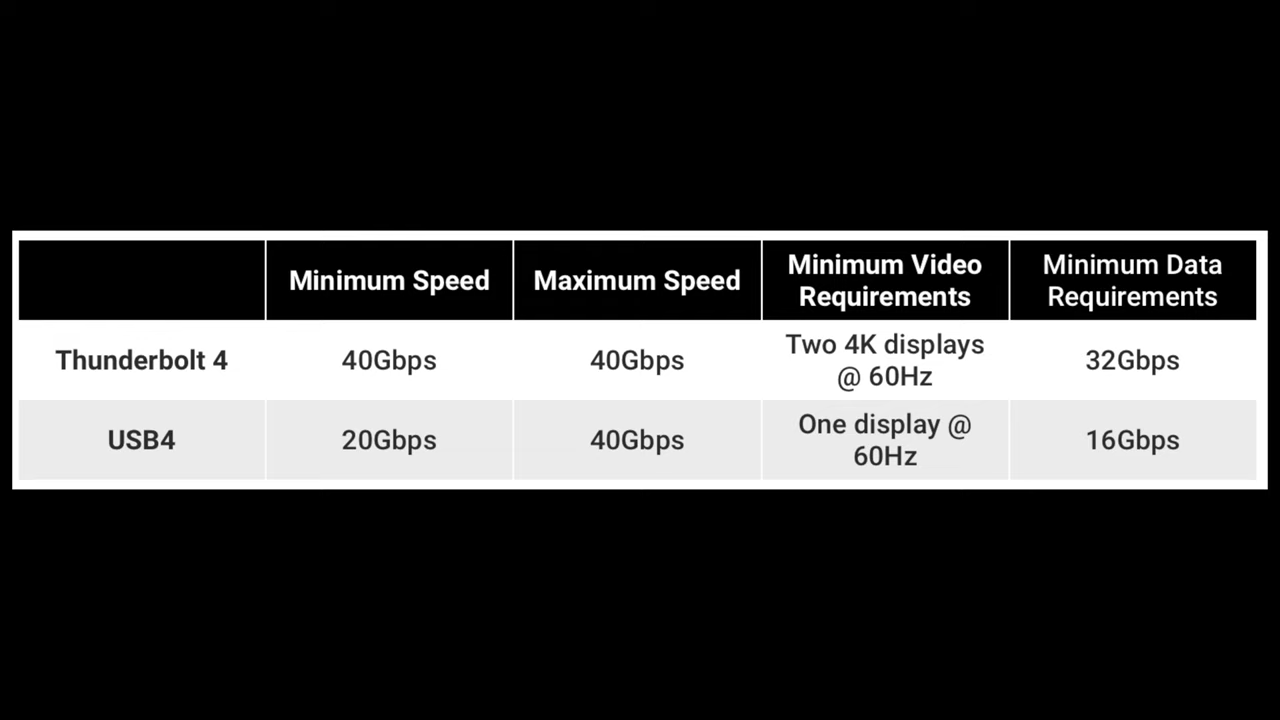 Minimum Speed
Maximum Speed
Minimum Video
Requirements
Minimum Data
Requirements
Thunderbolt 4
40Gbps
40Gbps
Two 4K displays
@ 60Hz
32Gbps
USB4
20Gbps
40Gbps
One display @
60Hz
16Gbps